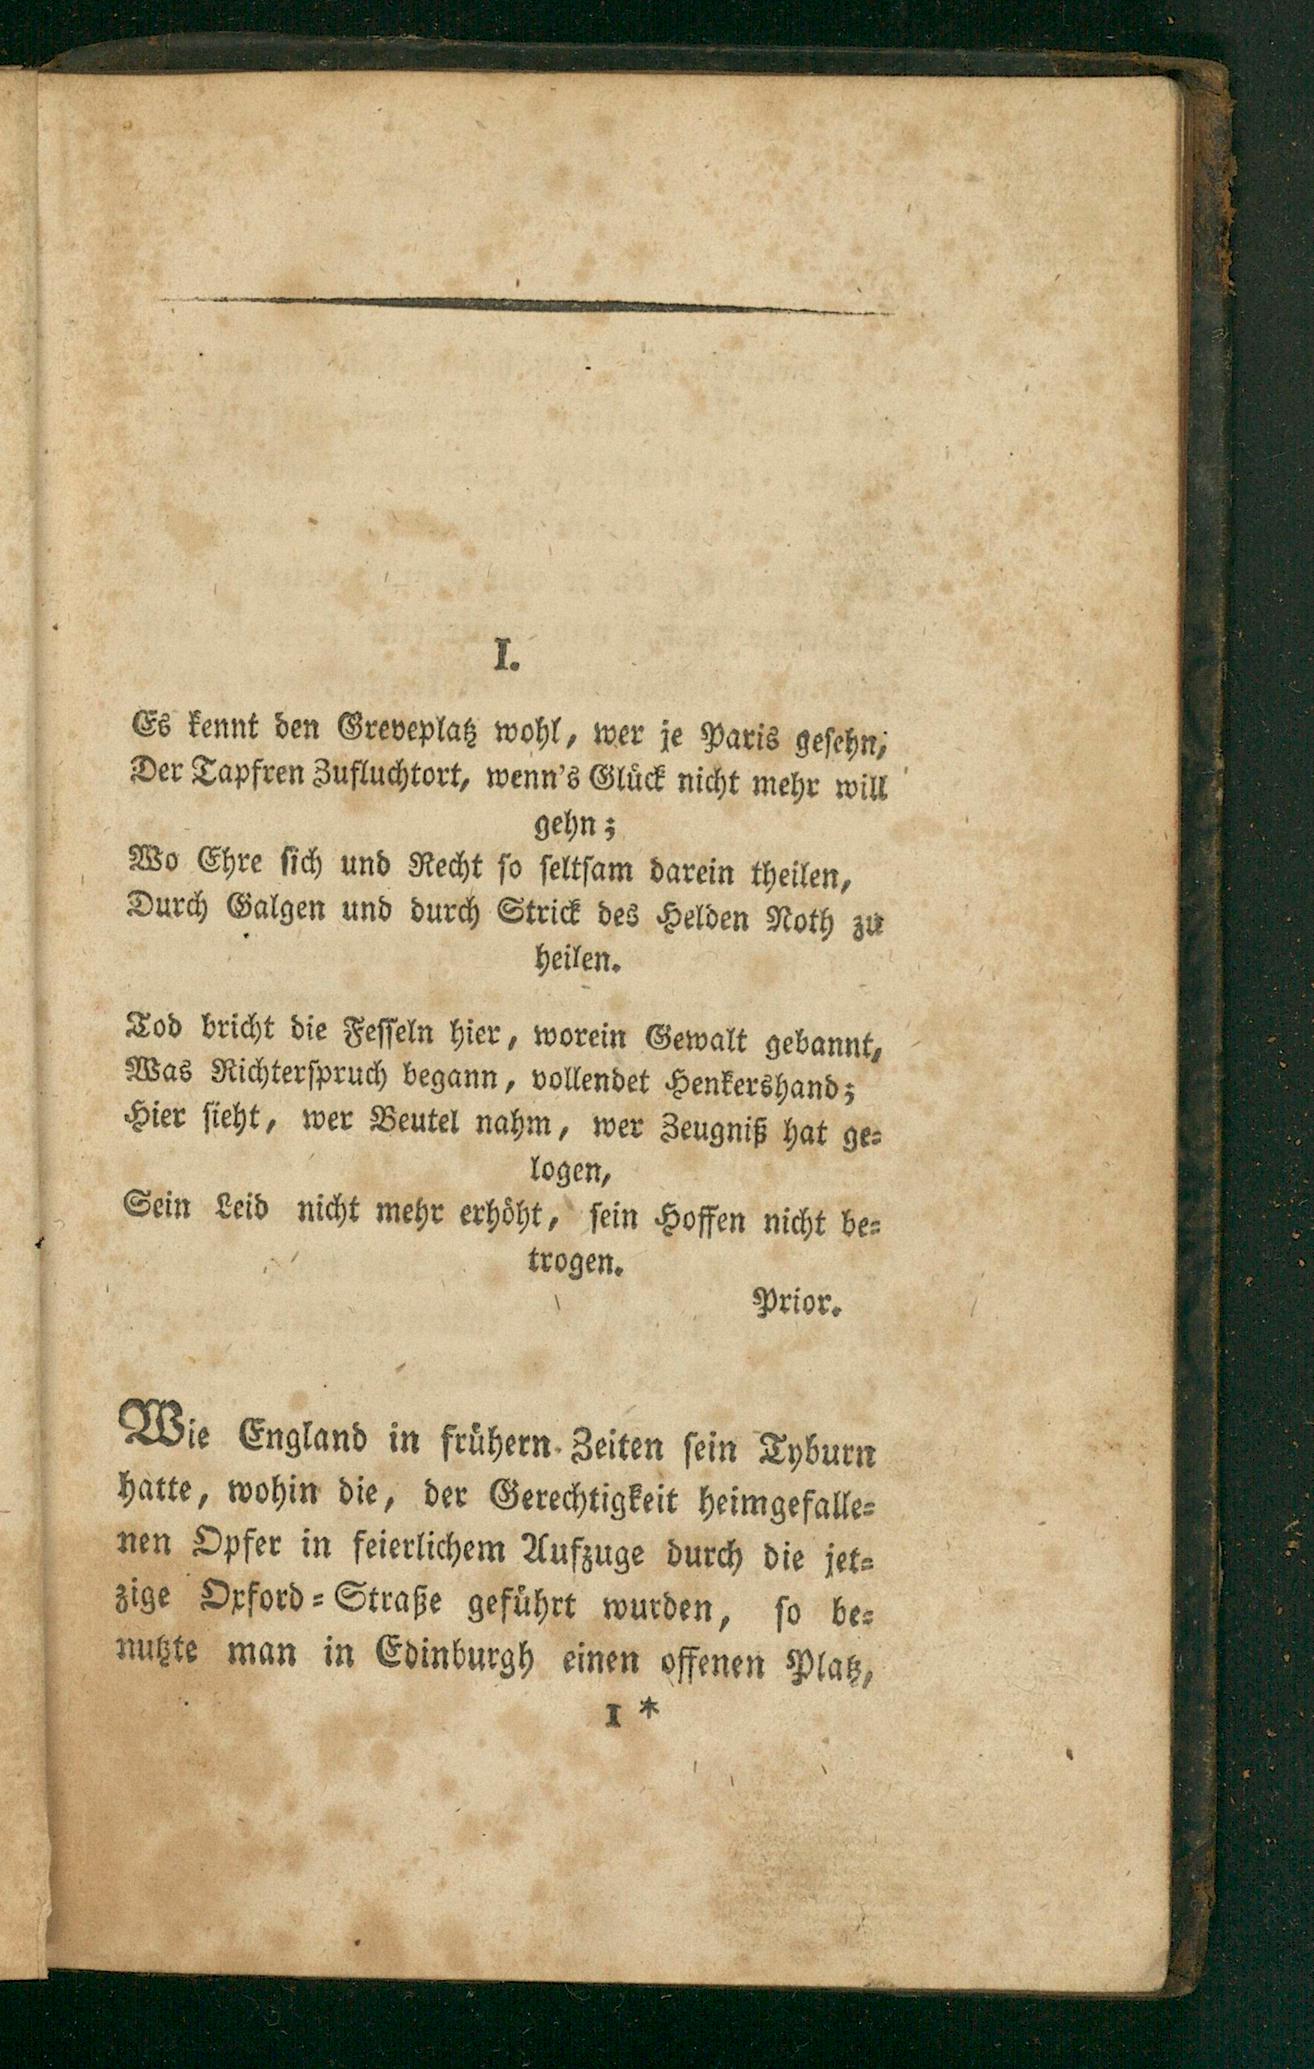 I.
Es kennt den Greveplatz wohl, wer je Paris gesehn,
Der Tapfren Zufluchtort, wenn's Glück nicht mehr will
gehn;
Wo Ehre sich und Recht so seltsam darein theilen,
Durch Galgen und durch Strick des Helden Noth zu
heilen.
Tod bricht die Fesseln hier, worein Gewalt gebannt,
Was Richterspruch begann, vollendet Henkershand;
Hier sieht, wer Beutel nahm, wer Zeugniß hat ge-
logen,
Sein Leid nicht mehr erhöht, sein Hoffen nicht be-
trogen.
Prior.
Wie England in frühern Zeiten sein Tyburn
hatte, wohin die, der Gerechtigkeit heimgefalle-
nen Opfer in feierlichem Aufzuge durch die jet-
zige Oxford-Straße geführt wurden, so be-
nutzte man in Edinburgh einen offenen Platz,
1 *